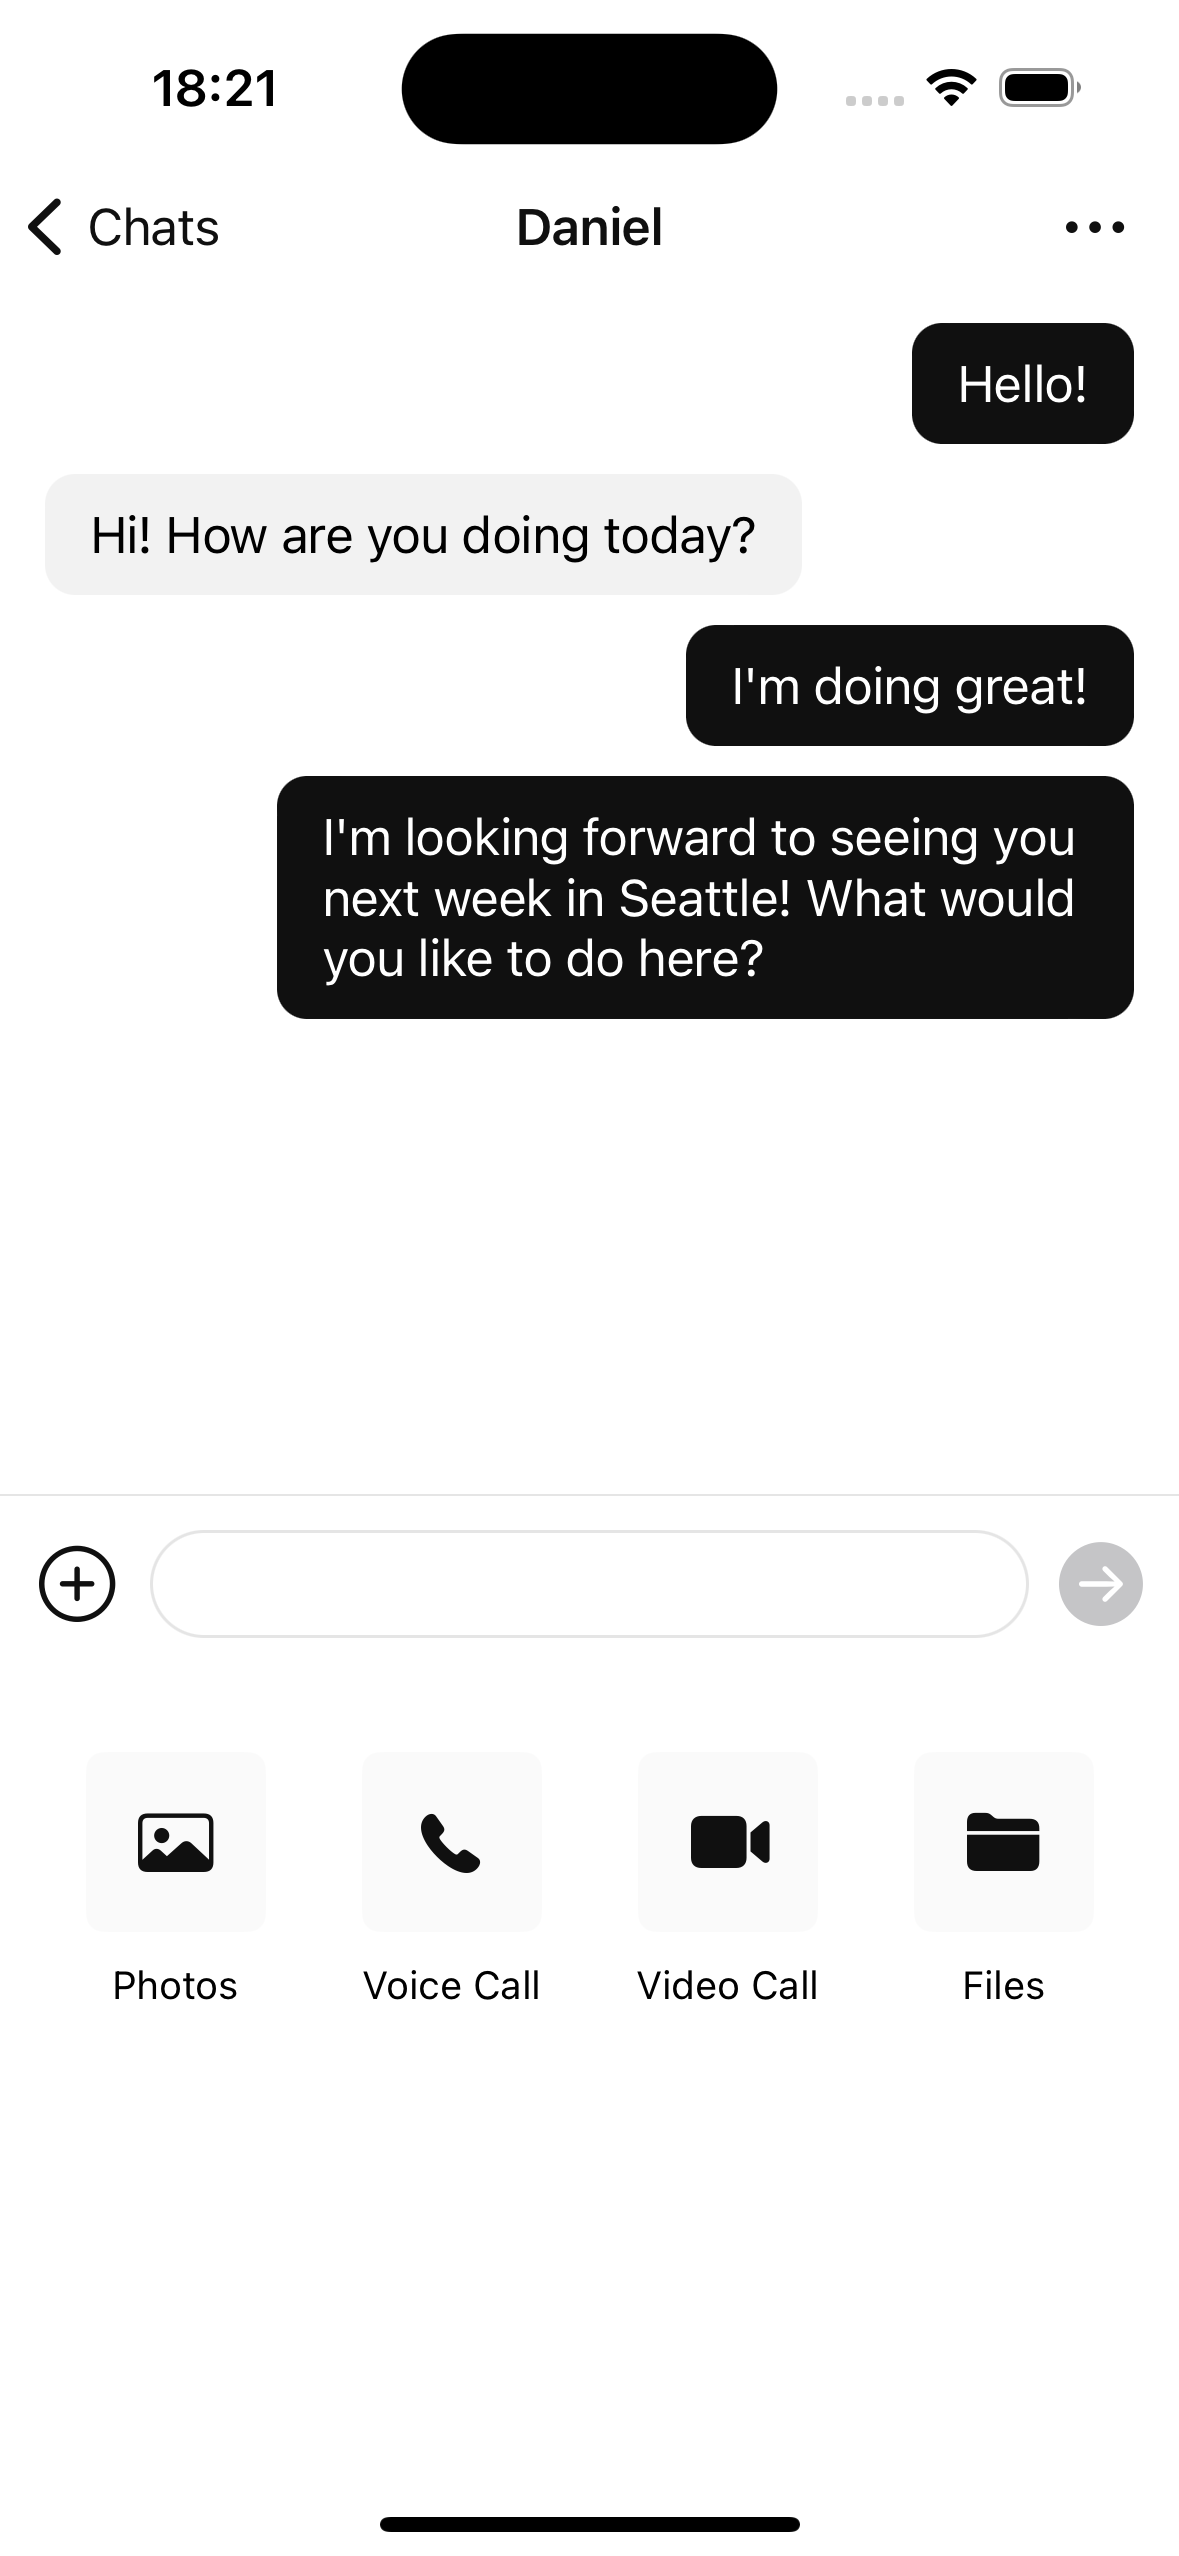 18:21
Chats
Daniel
Hello!
Hi! How are you doing today?
I'm doing great!
I'm looking forward to seeing you
next week in Seattle! What would
you like to do here?
Photos
Voice Call
Video Call
Files